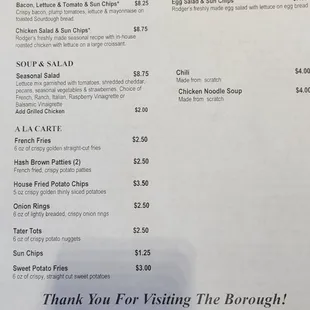 Bacon, Lettuce & Tomato & Sun Chips* $8.25
Crispy bacon, plump tomatoes, lettuce & mayonnaise on
toasted Sourdough bread
Chicken Salad & Sun Chips* $8.75
Rodger's freshly made seasonal recipe with in-house
roasted chicken with lettuce on a large croissant.
SOUP & SALAD
Seasonal Salad $8.75
Lettuce mix garnished with tomatoes, shredded cheddar,
pecans, seasonal vegetables & strawberries. Choice of
French, Ranch, Italian, Raspberry Vinaigrette or
Balsamic Vinaigrette
Add Grilled Chicken $2.00
A LA CARTE
French Fries $2.50
6 oz of crisp golden straight-cut fries
Hash Brown Patties (2) $2.50
French fried, crispy potato patties
House Fried Potato Chips $3.50
5 oz crispy golden thinly sliced potatoes
Onion Rings $2.50
6 oz of lightly breaded, crispy onion rings
Tater Tots $2.50
6 oz of crispy potato nuggets
Sun Chips $1.25
Sweet Potato Fries $3.00
6 oz of crispy, straight cut sweet potatoes
Egg Salad & Sun Chips
Rodger's freshly made egg salad with lettuce on egg bread
Chili $4.00
Made from scratch
Chicken Noodle Soup $4.00
Made from scratch
Thank You For Visiting The Borough!